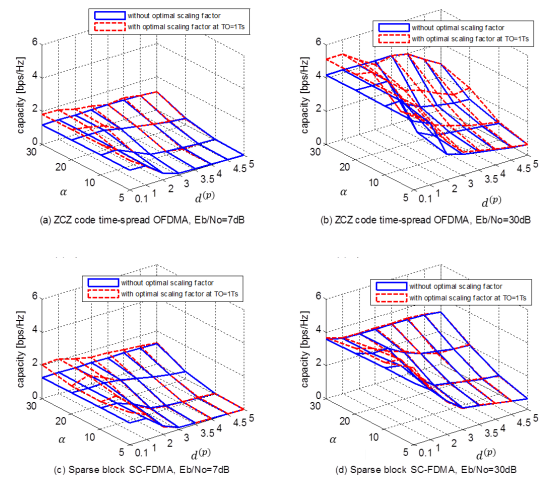 without optimal scaling factor
with optimal scaling factor at TO=1Ts
capacity [bps/Hz]
6
4
2
0
30
20
10
5
α
0.1
1
2
3
3.5
4
4.5
5
d(p)
(a) ZCZ code time-spread OFDMA, Eb/No=7dB
without optimal scaling factor
with optimal scaling factor at TO=1Ts
capacity [bps/Hz]
6
4
2
0
30
20
10
5
α
0.1
1
2
3
3.5
4
4.5
5
d(p)
(b) ZCZ code time-spread OFDMA, Eb/No=30dB
without optimal scaling factor
with optimal scaling factor at TO=1Ts
capacity [bps/Hz]
6
4
2
0
30
20
10
5
α
0.1
1
2
3
3.5
4
4.5
5
d(p)
(c) Sparse block SC-FDMA, Eb/No=7dB
without optimal scaling factor
with optimal scaling factor at TO=1Ts
capacity [bps/Hz]
6
4
2
0
30
20
10
5
α
0.1
1
2
3
3.5
4
4.5
5
d(p)
(d) Sparse block SC-FDMA, Eb/No=30dB